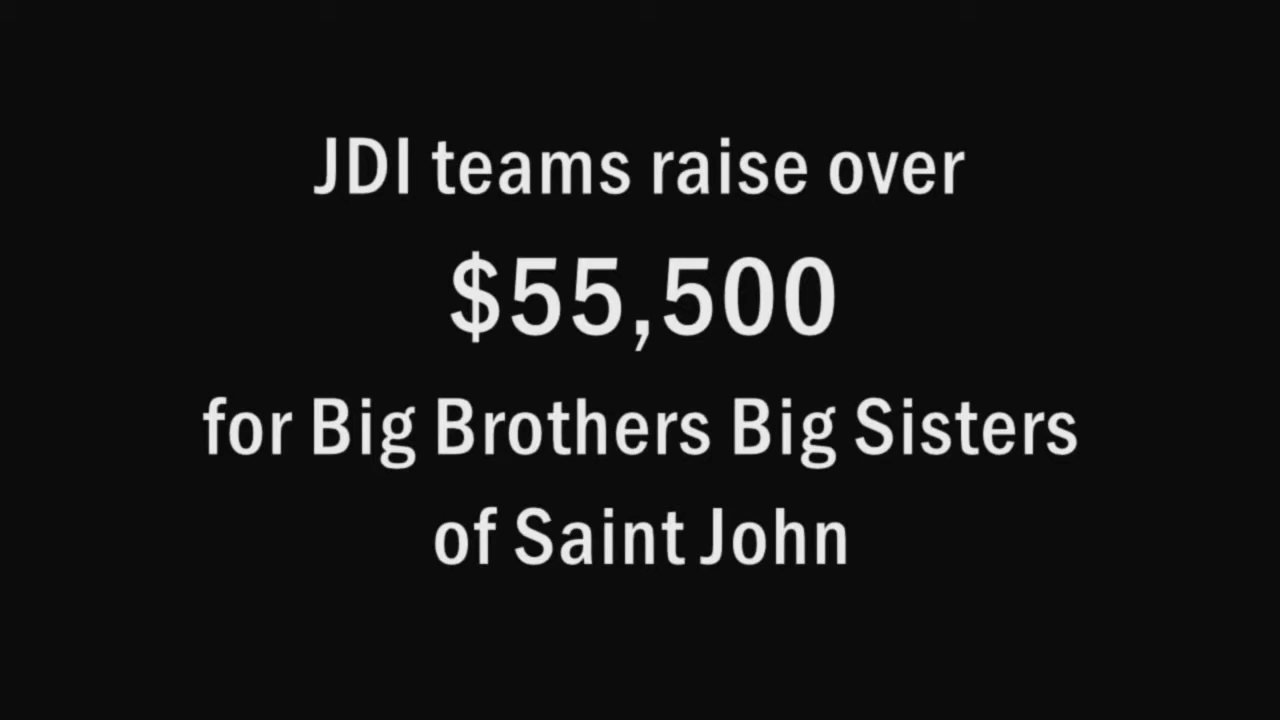 JDI teams raise over
$55,500
for Big Brothers Big Sisters
of Saint John